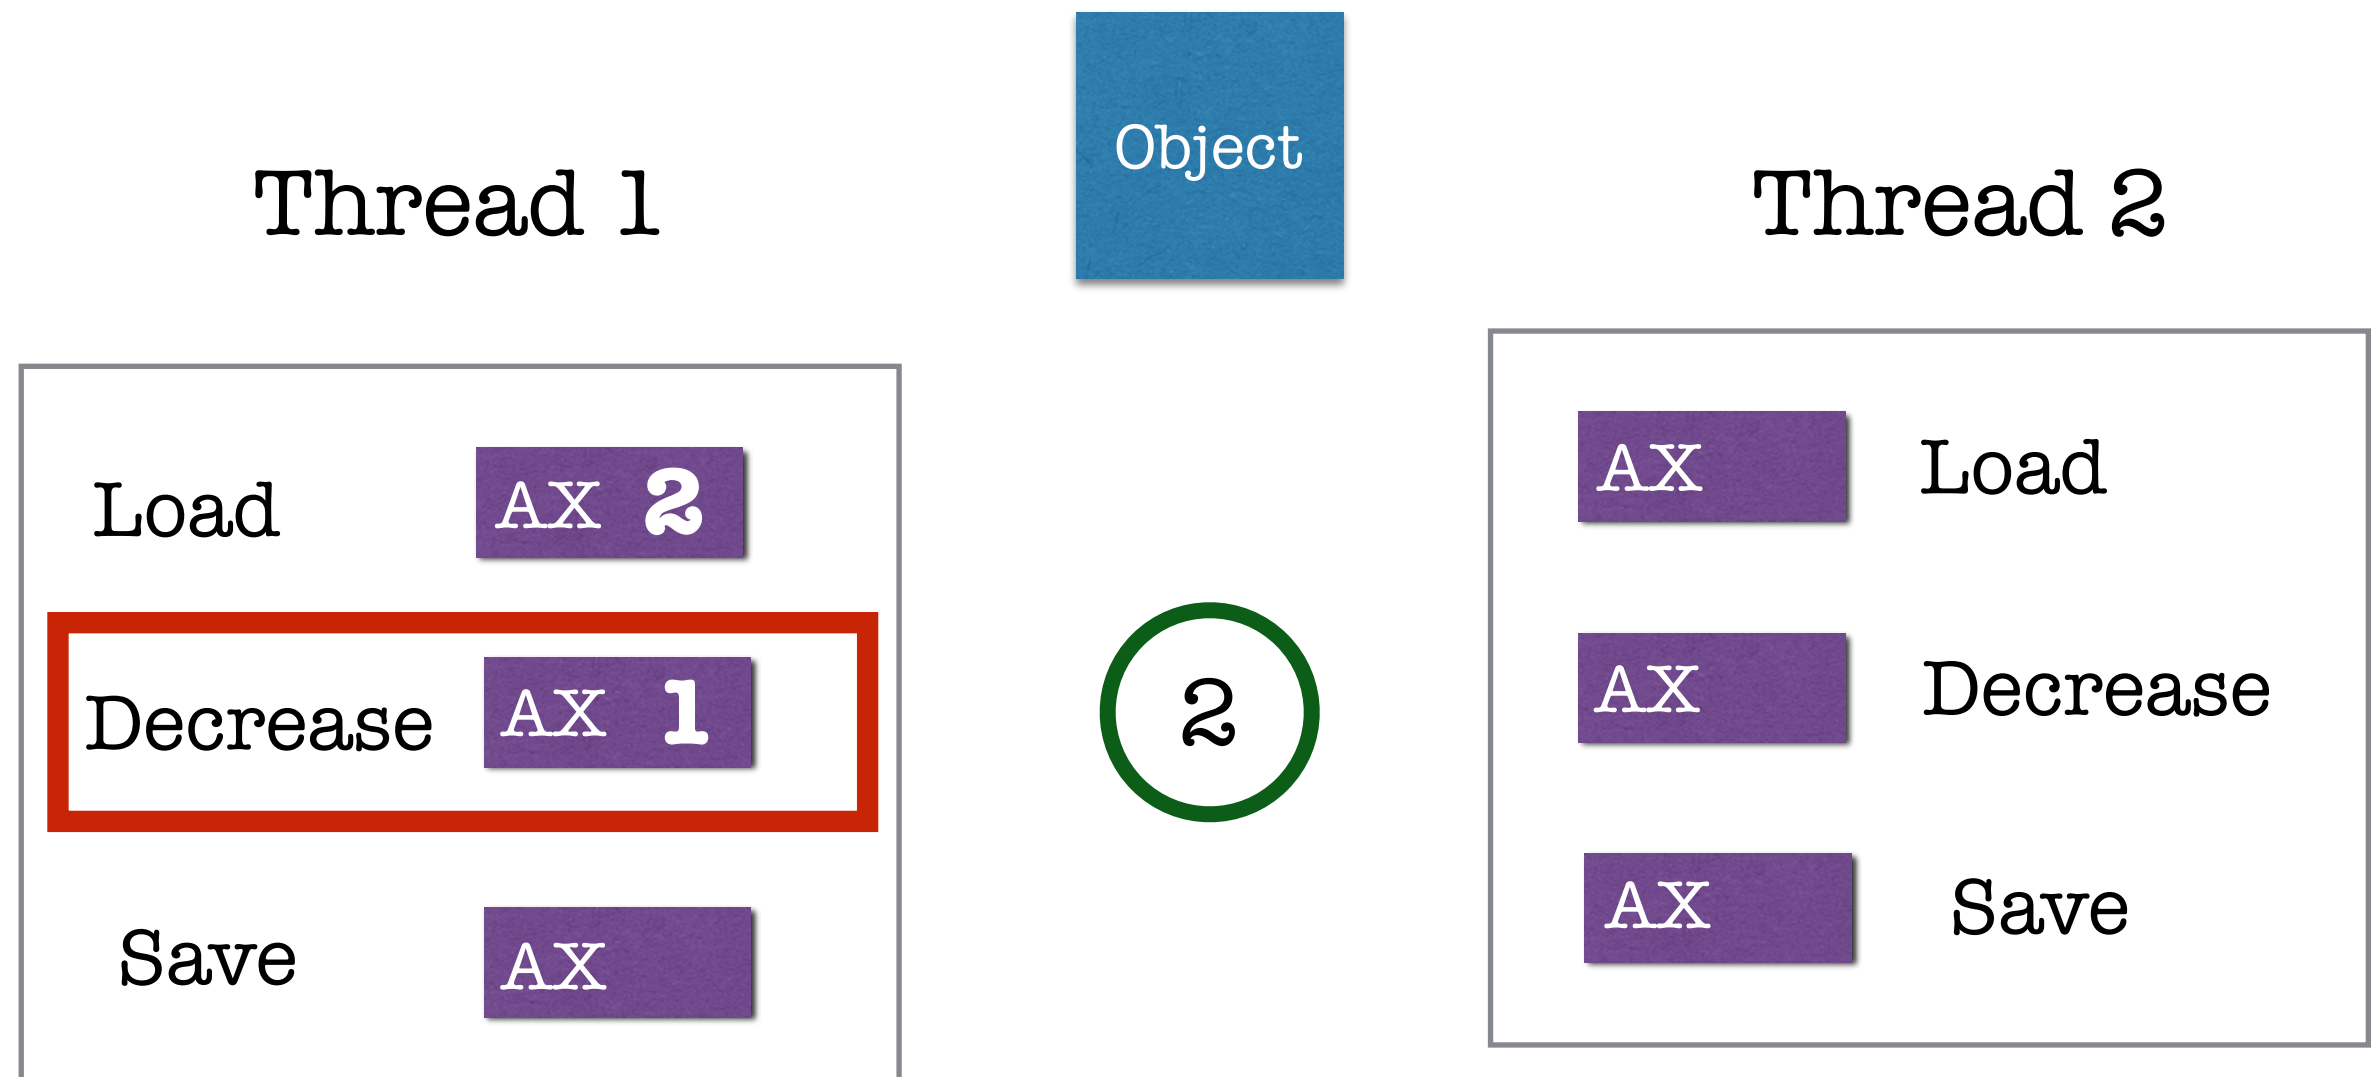 Object
Thread 1
Thread 2
Load AX 2
Decrease AX 1
Save AX
2
AX Load
AX Decrease
AX Save